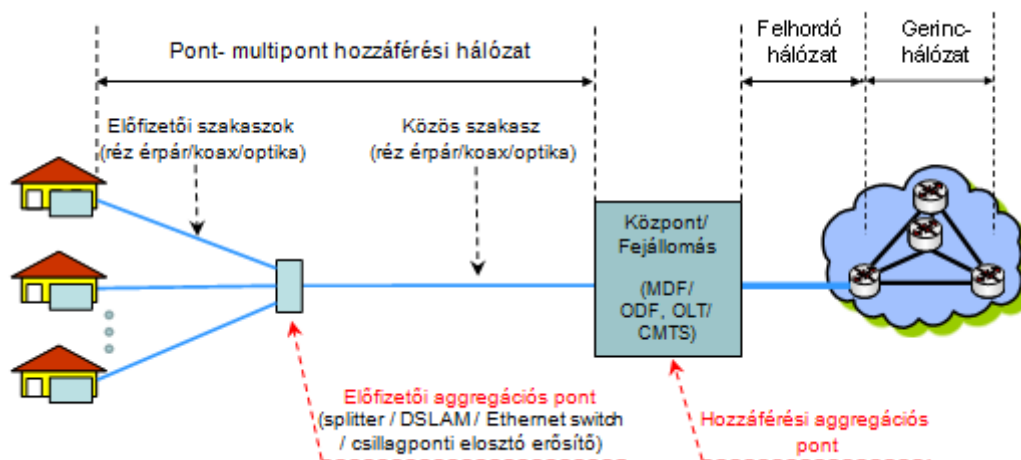 Pont- multipont hozzáférési hálózat
Felhordó
hálózat
Gerinc-
hálózat
Előfizetői szakaszok
(réz érpár/koax/optika)
Közös szakasz
(réz érpár/koax/optika)
Központ/
Fejállomás
(MDF/
ODF, OLT/
CMTS)
Előfizetői aggregációs pont
(splitter / DSLAM / Ethernet switch
/ csillagponti elosztó erősítő)
Hozzáférési aggregációs
pont